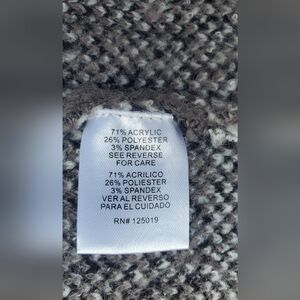 71% ACRYLIC
26% POLYESTER
3% SPANDEX
SEE REVERSE
FOR CARE
71% ACRILICO
26% POLIESTER
3% SPANDEX
VER AL REVERSO
PARA EL CUIDADO
RN# 125019